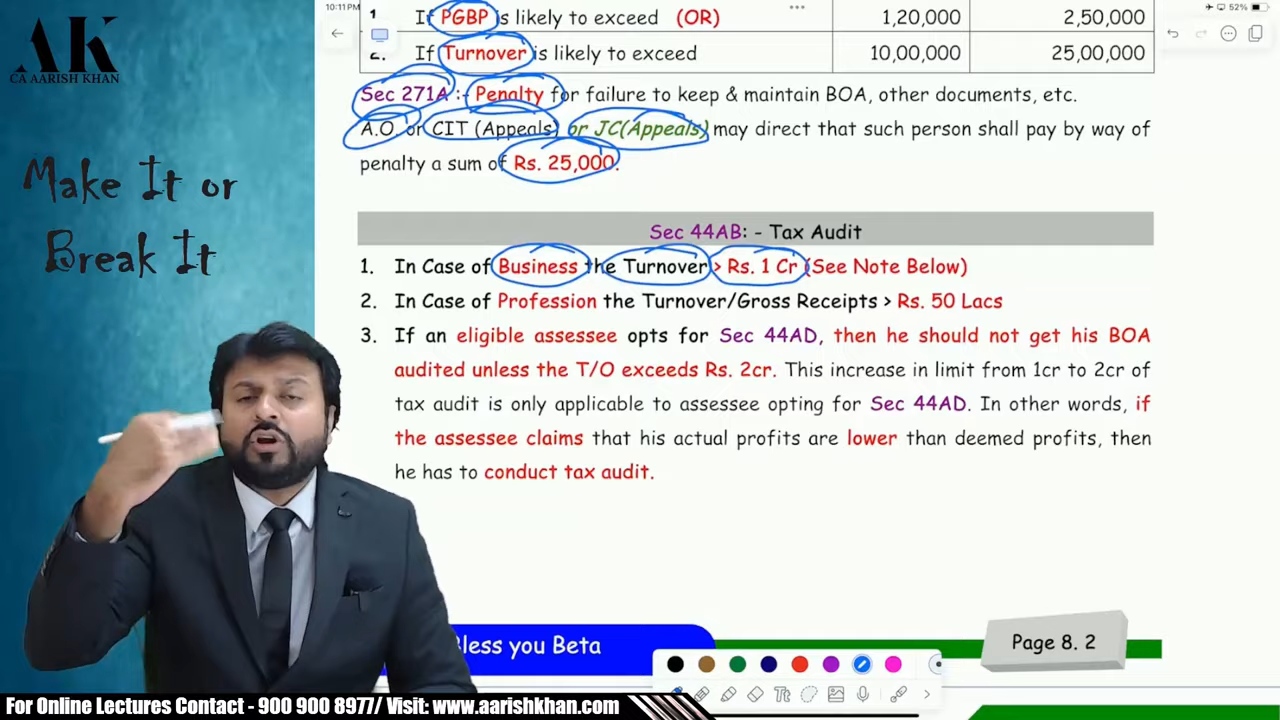 10:11PM
52%
AK
CA AARISH KHAN
Make It or
Break It
If PGBP is likely to exceed (OR) 1,20,000 2,50,000
2. If Turnover is likely to exceed 10,00,000 25,00,000
Sec 271A :- Penalty for failure to keep & maintain BOA, other documents, etc.
A.O. or CIT (Appeals) or JC(Appeals) may direct that such person shall pay by way of
penalty a sum of Rs. 25,000.
Sec 44AB: - Tax Audit
1. In Case of Business the Turnover > Rs. 1 Cr (See Note Below)
2. In Case of Profession the Turnover/Gross Receipts > Rs. 50 Lacs
3. If an eligible assessee opts for Sec 44AD, then he should not get his BOA
audited unless the T/O exceeds Rs. 2cr. This increase in limit from 1cr to 2cr of
tax audit is only applicable to assessee opting for Sec 44AD. In other words, if
the assessee claims that his actual profits are lower than deemed profits, then
he has to conduct tax audit.
less you Beta
Page 8. 2
Tt
For Online Lectures Contact - 900 900 8977/ Visit: www.aarishkhan.com